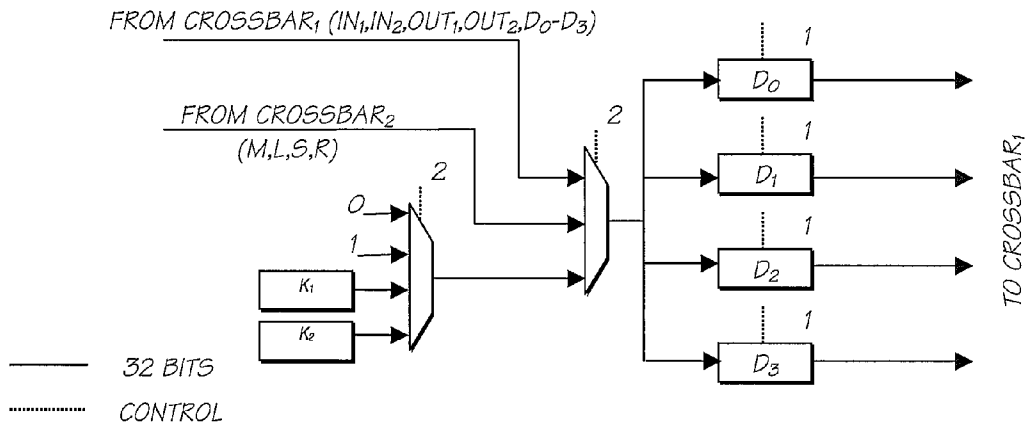 FROM CROSSBAR₁ (IN₁,IN₂,OUT₁,OUT₂,D₀-D₃)
1
D₀
FROM CROSSBAR₂
(M,L,S,R)
2
1
D₁
2
0
1
K₁
K₂
1
D₂
1
D₃
TO CROSSBAR₁
32 BITS
CONTROL